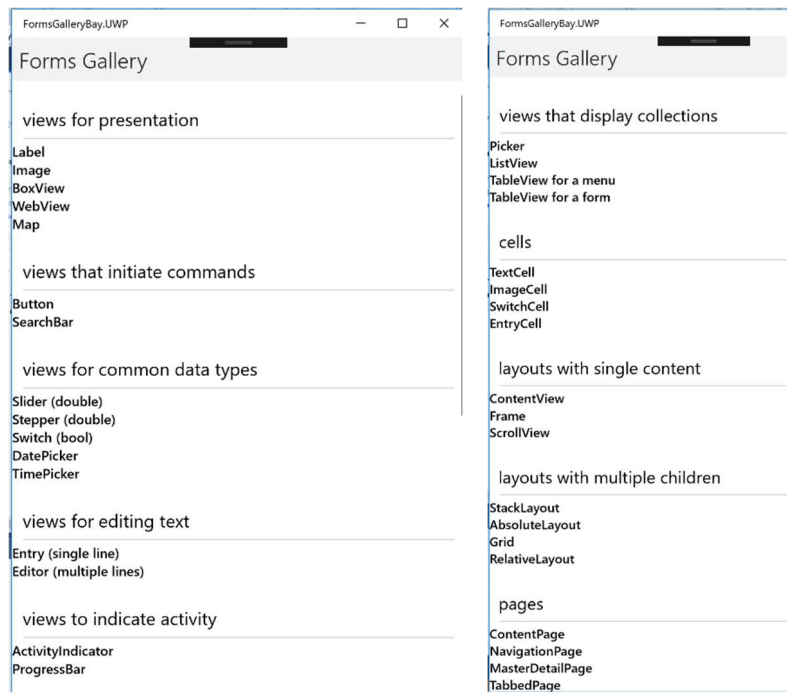 FormsGalleryBay.UWP
Forms Gallery
views for presentation
Label
Image
BoxView
WebView
Map
views that initiate commands
Button
SearchBar
views for common data types
Slider (double)
Stepper (double)
Switch (bool)
DatePicker
TimePicker
views for editing text
Entry (single line)
Editor (multiple lines)
views to indicate activity
ActivityIndicator
ProgressBar
FormsGalleryBay.UWP
Forms Gallery
views that display collections
Picker
ListView
TableView for a menu
TableView for a form
cells
TextCell
ImageCell
SwitchCell
EntryCell
layouts with single content
ContentView
Frame
ScrollView
layouts with multiple children
StackLayout
AbsoluteLayout
Grid
RelativeLayout
pages
ContentPage
NavigationPage
MasterDetailPage
TabbedPage